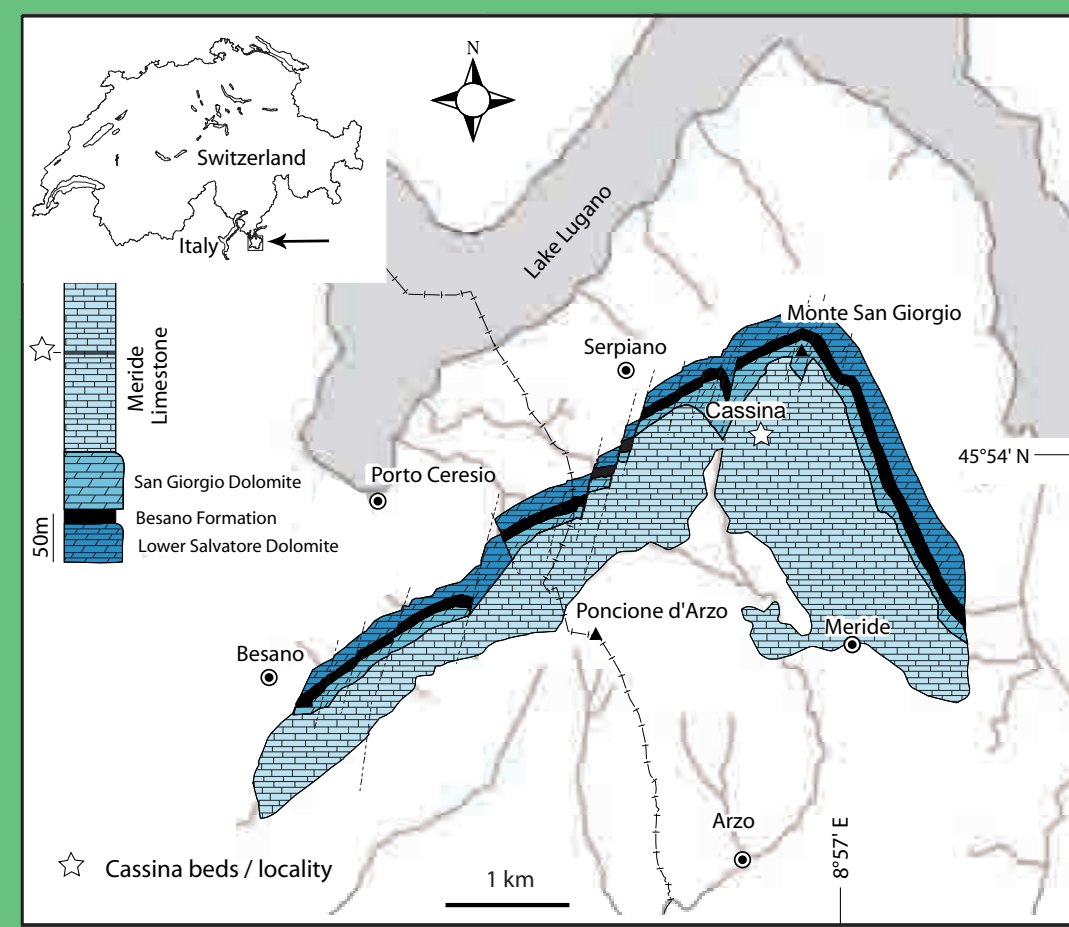 N
Switzerland
Italy
Lake Lugano
Monte San Giorgio
Serpiano
Meride
Limestone
Cassina
45°54' N
Porto Ceresio
San Giorgio Dolomite
Besano Formation
50m
Lower Salvatore Dolomite
Poncione d'Arzo
Meride
Besano
Arzo
8°57' E
Cassina beds / locality
1 km